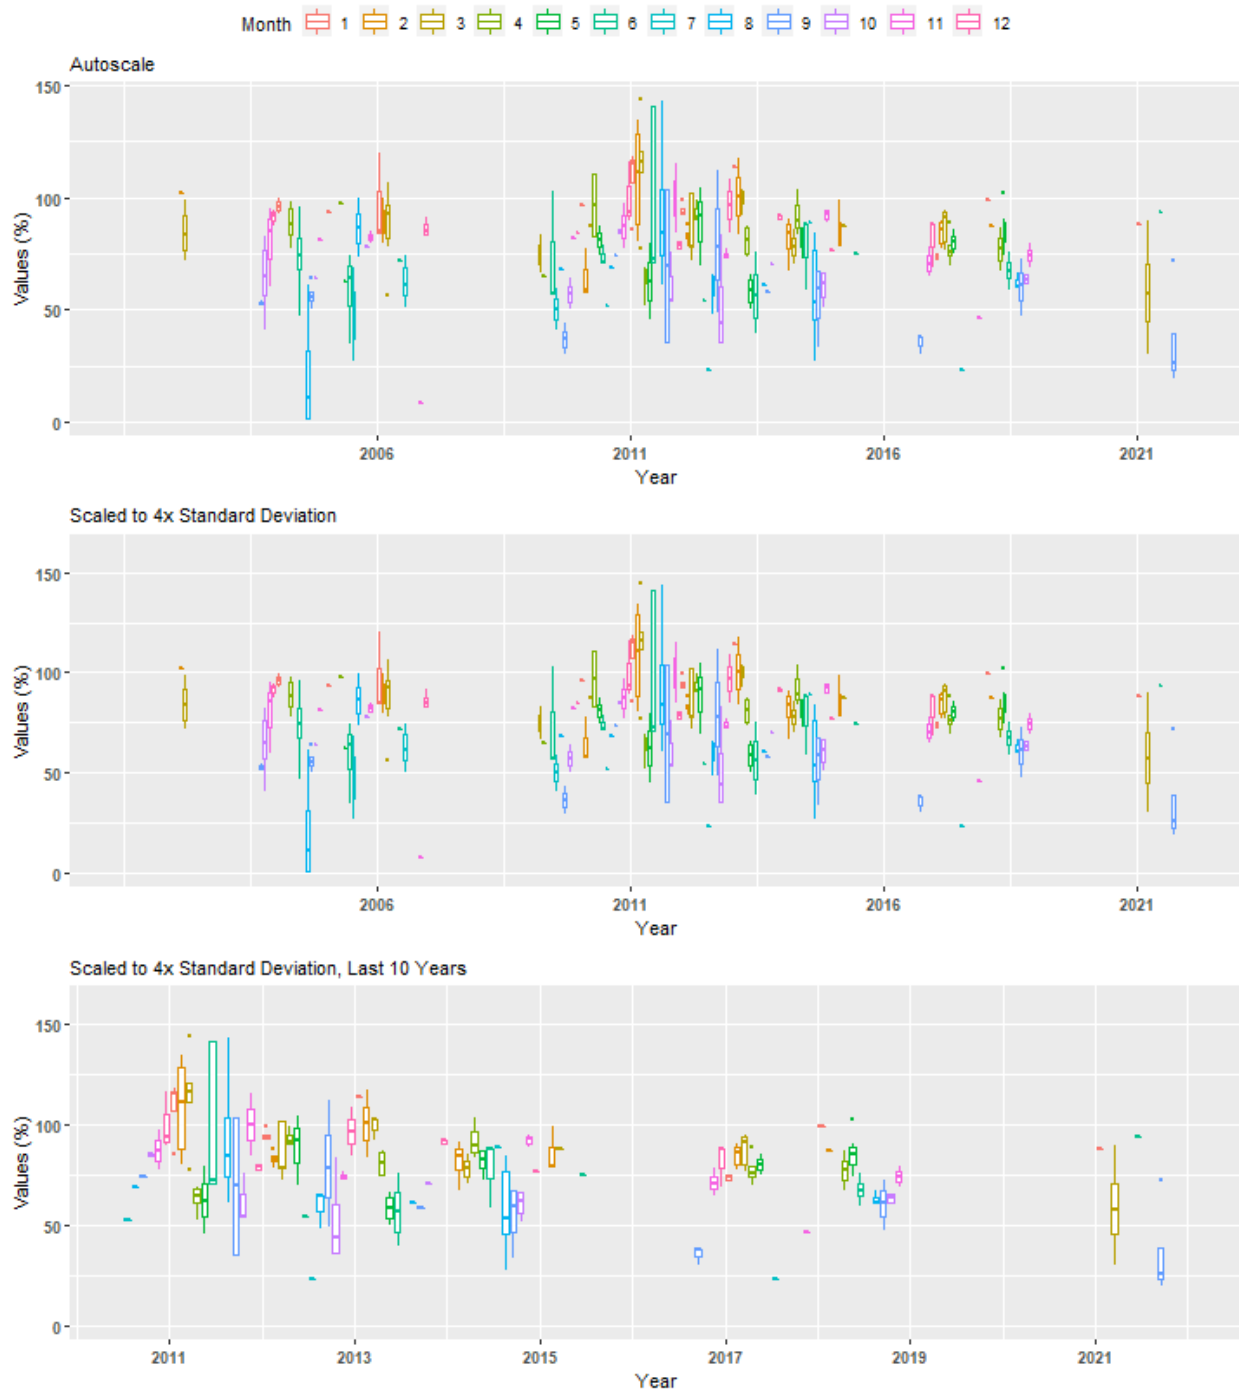 Month 1 2 3 4 5 6 7 8 9 10 11 12
Autoscale
150
100
50
0
Values (%)
2006 2011 2016 2021
Year
Scaled to 4x Standard Deviation
150
100
50
0
Values (%)
2006 2011 2016 2021
Year
Scaled to 4x Standard Deviation, Last 10 Years
150
100
50
0
Values (%)
2011 2013 2015 2017 2019 2021
Year